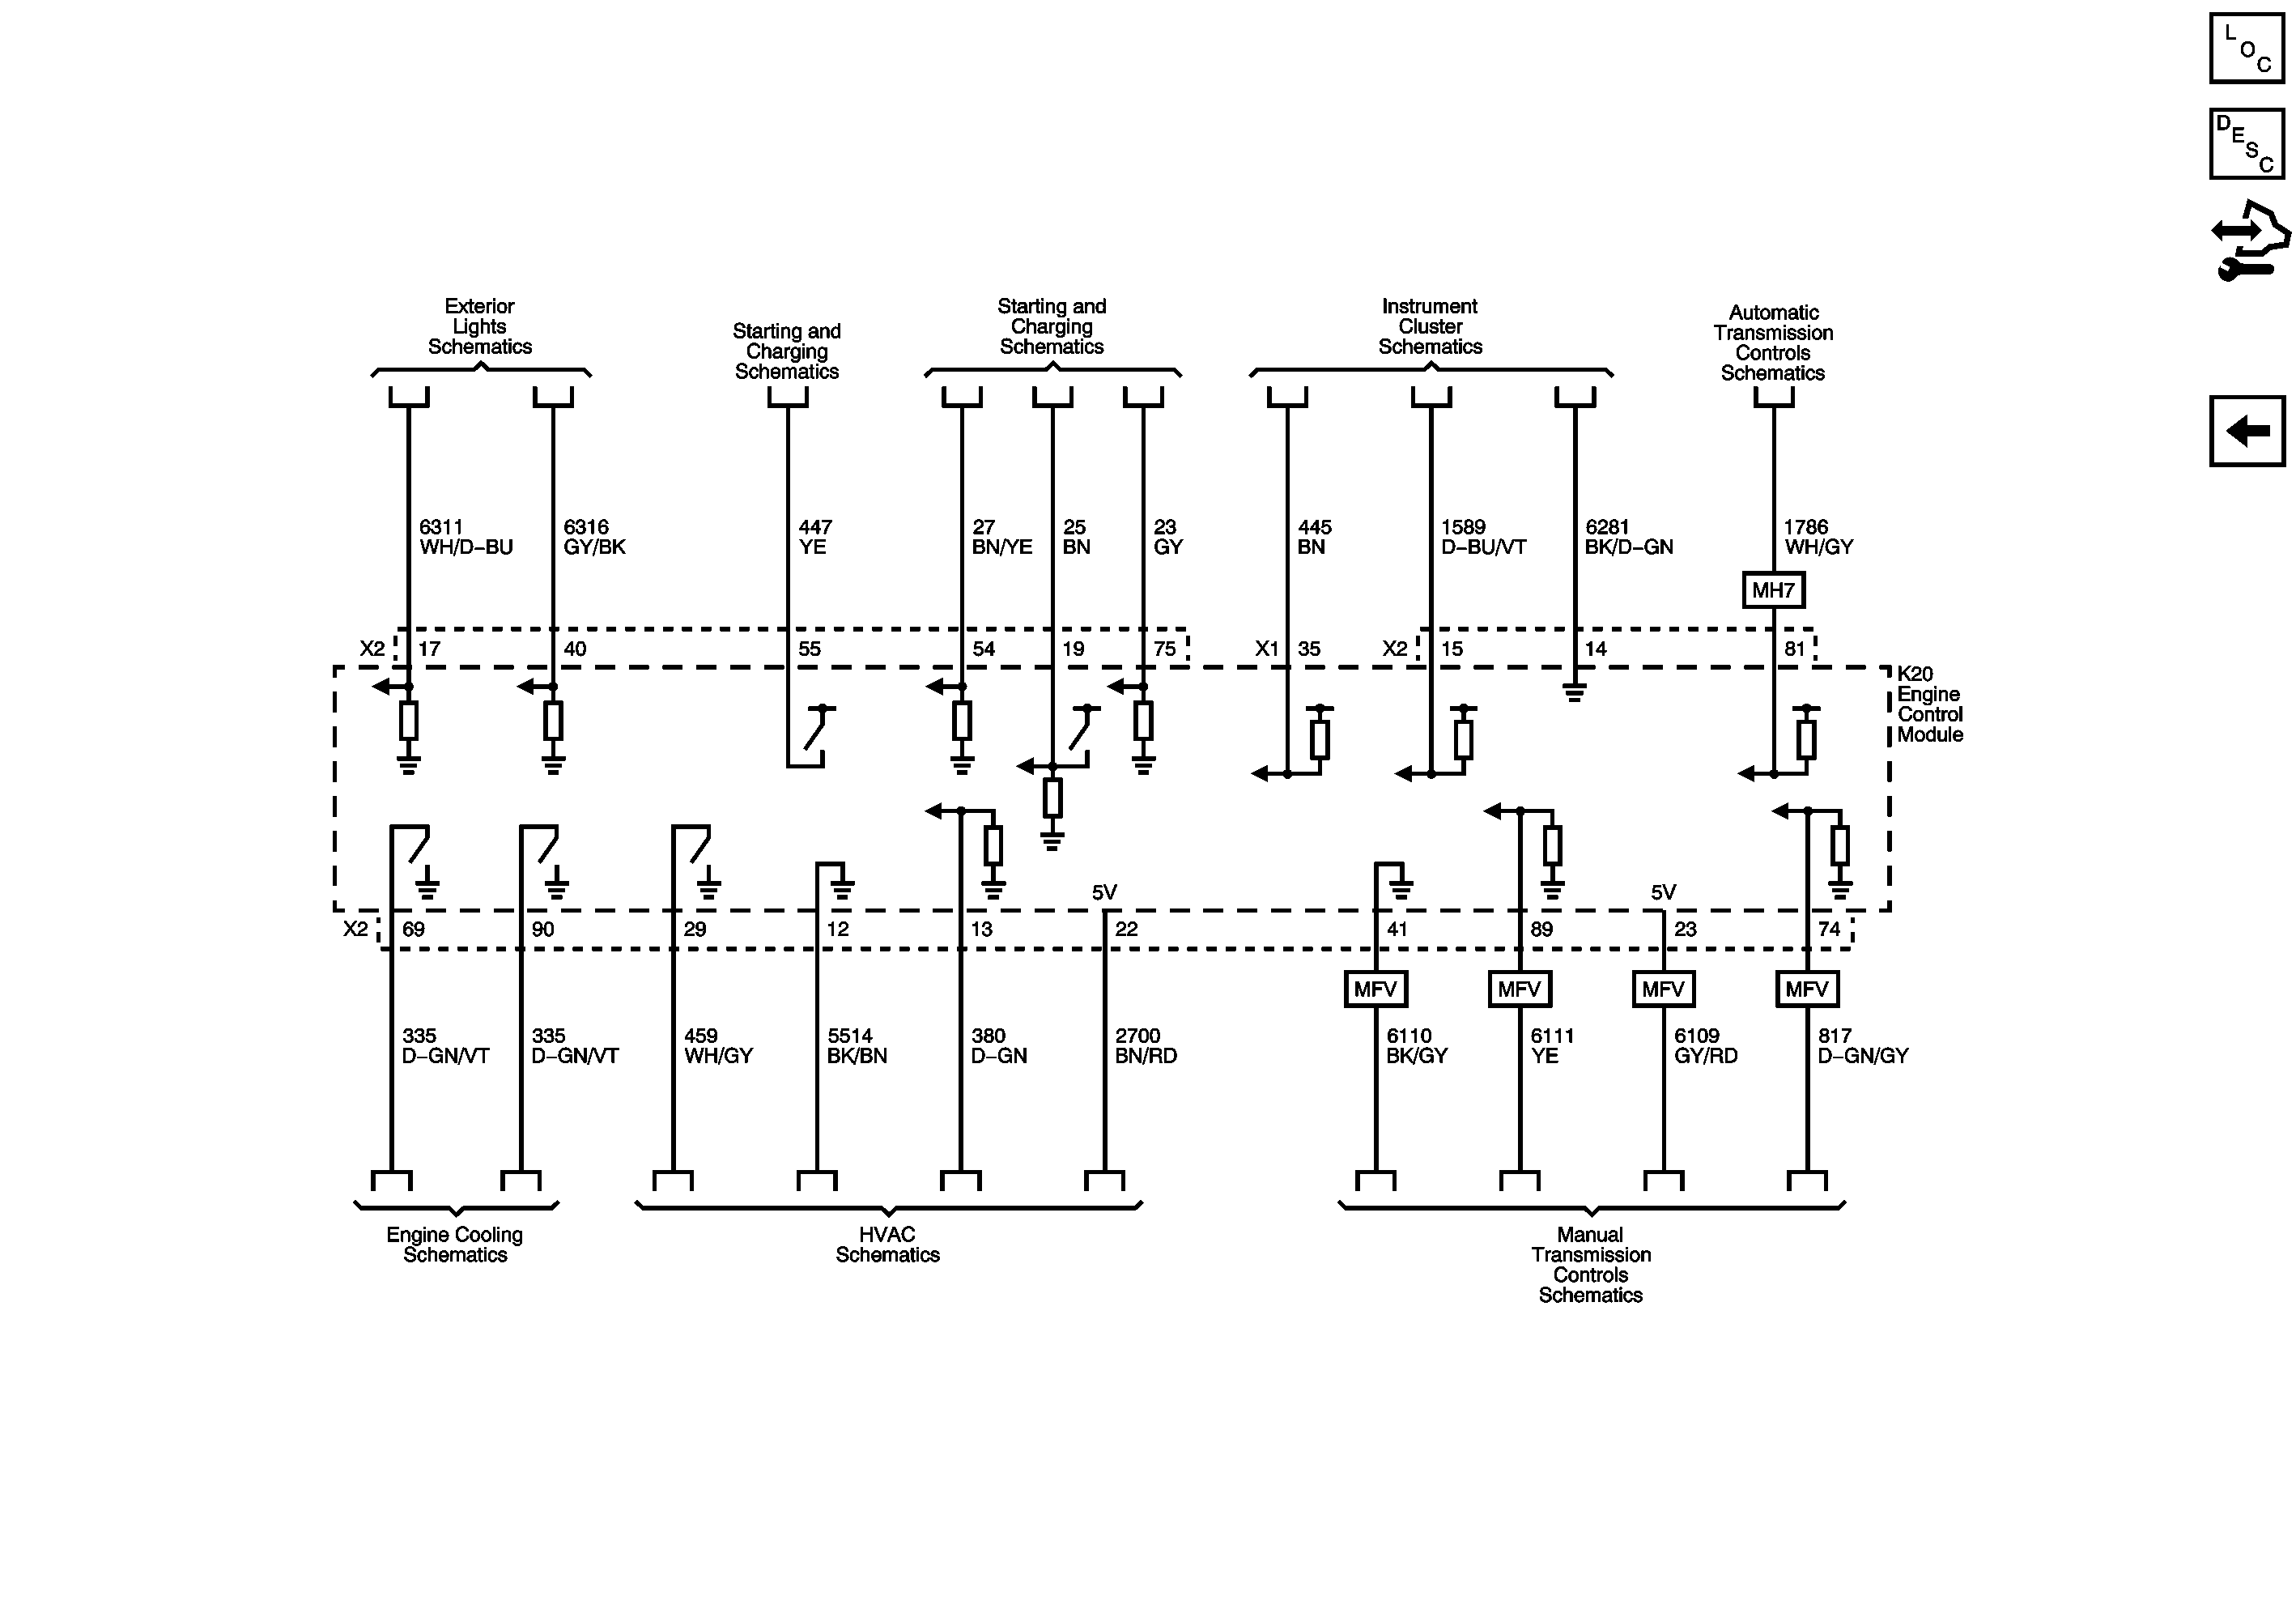 L
O
C
D
E
S
C
Exterior
Lights
Schematics
Starting and
Charging
Schematics
Starting and
Charging
Schematics
Instrument
Cluster
Schematics
Automatic
Transmission
Controls
Schematics
6311
WH/D-BU
6316
GY/BK
447
YE
27
BN/YE
25
BN
23
GY
445
BN
1589
D-BU/VT
6281
BK/D-GN
1786
WH/GY
MH7
X2 17 40 55 54 19 75 X1 35 X2 15 14 81
K20
Engine
Control
Module
5V 5V
X2 69 90 29 12 13 22 41 89 23 74
MFV MFV MFV MFV
335
D-GN/VT
335
D-GN/VT
459
WH/GY
5514
BK/BN
380
D-GN
2700
BN/RD
6110
BK/GY
6111
YE
6109
GY/RD
817
D-GN/GY
Engine Cooling
Schematics
HVAC
Schematics
Manual
Transmission
Controls
Schematics